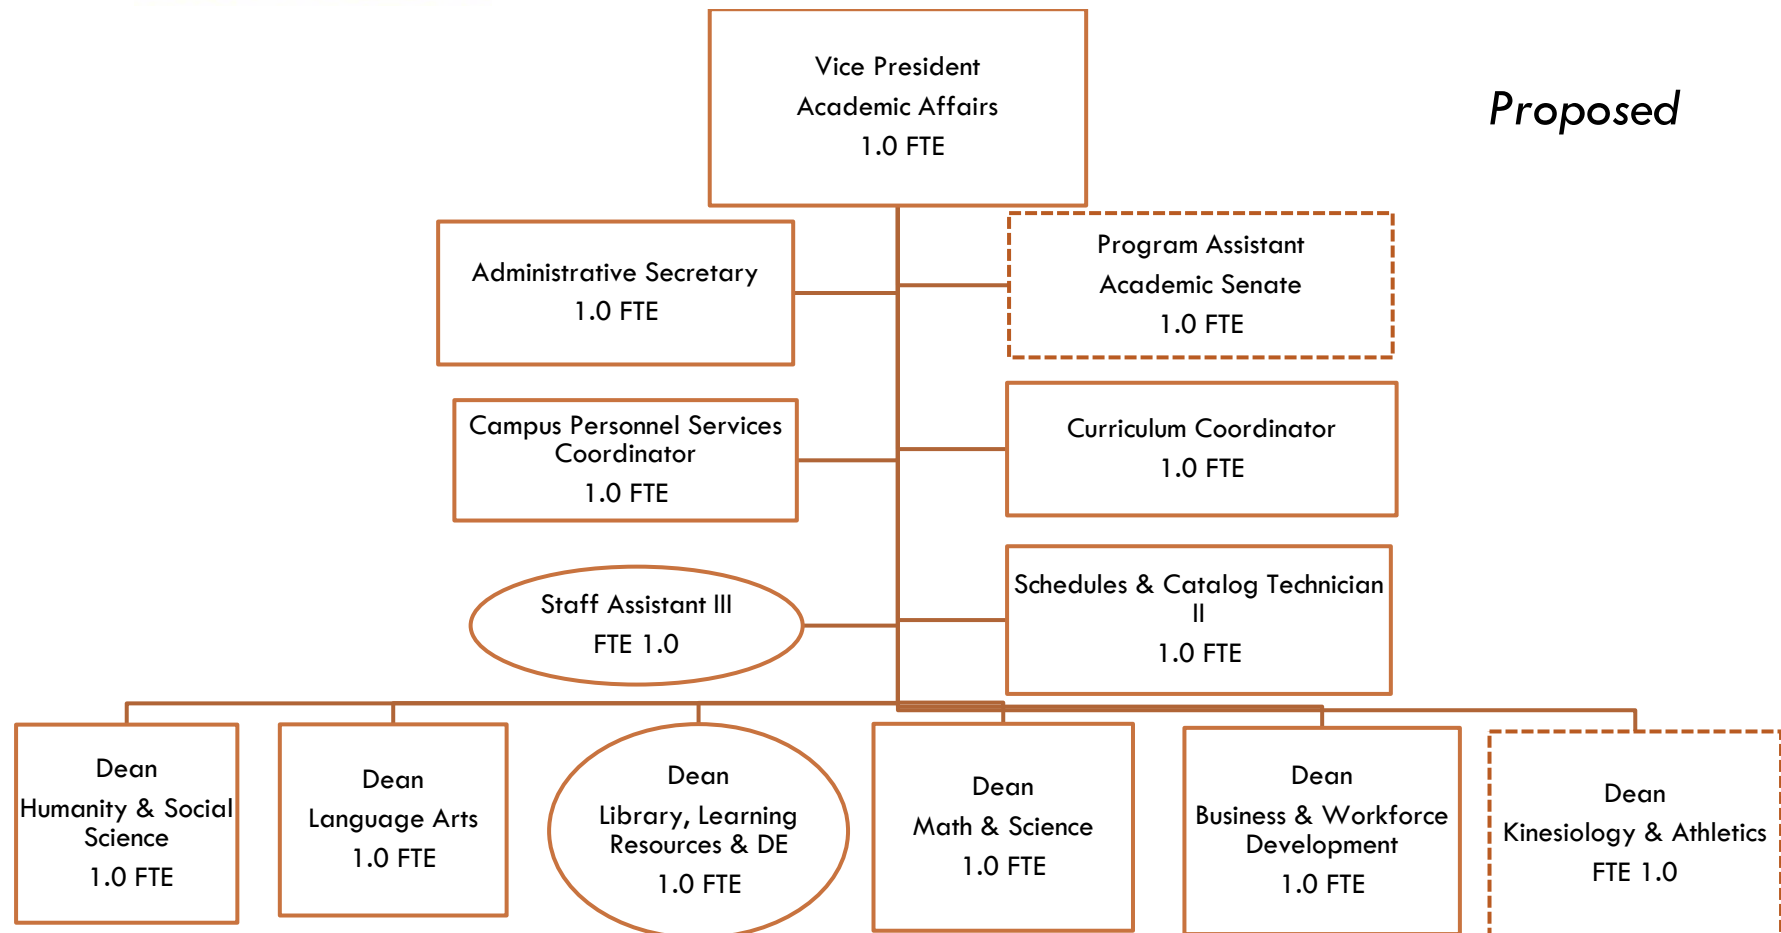 Vice President
Academic Affairs
1.0 FTE
Proposed
Administrative Secretary
1.0 FTE
Program Assistant
Academic Senate
1.0 FTE
Campus Personnel Services
Coordinator
1.0 FTE
Curriculum Coordinator
1.0 FTE
Staff Assistant III
FTE 1.0
Schedules & Catalog Technician
II
1.0 FTE
Dean
Humanity & Social
Science
1.0 FTE
Dean
Language Arts
1.0 FTE
Dean
Library, Learning
Resources & DE
1.0 FTE
Dean
Math & Science
1.0 FTE
Dean
Business & Workforce
Development
1.0 FTE
Dean
Kinesiology & Athletics
FTE 1.0